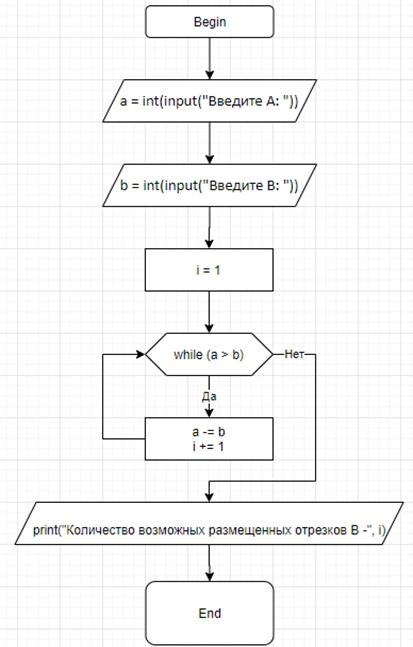 Begin
a = int(input("Введите A: "))
b = int(input("Введите B: "))
i = 1
while (a > b)
Нет
Да
a -= b
i += 1
print("Количество возможных размещенных отрезков B -", i)
End